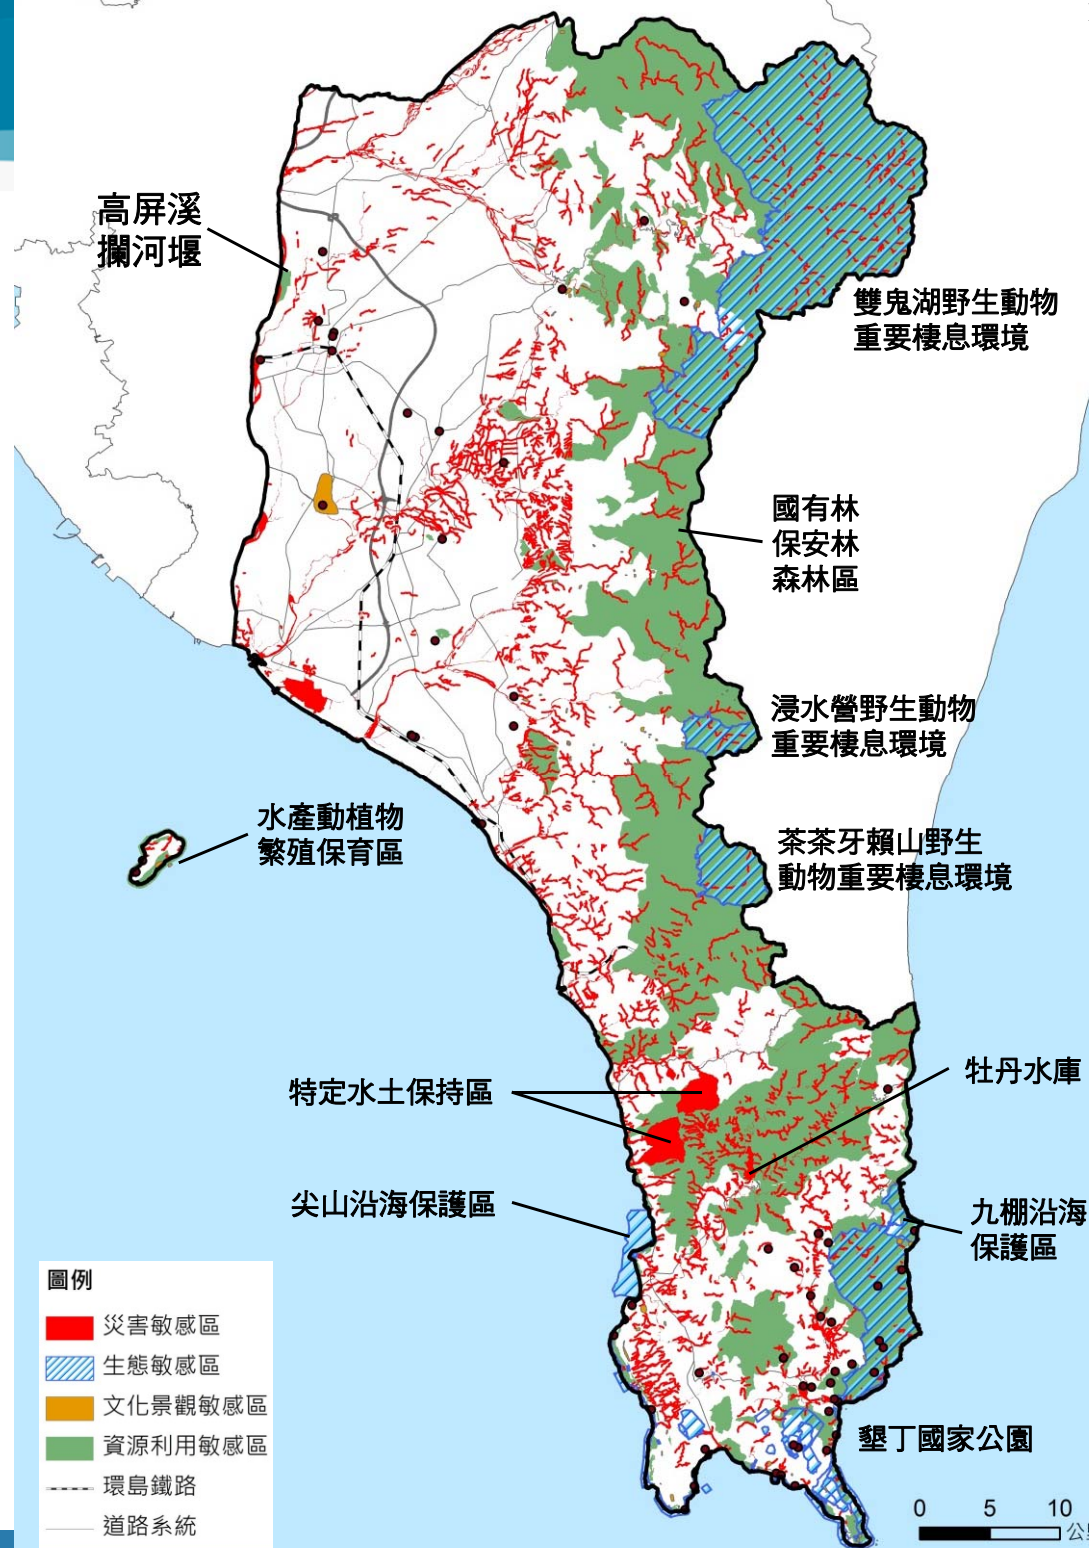 高屏溪
攔河堰
雙鬼湖野生動物
重要棲息環境
國有林
保安林
森林區
浸水營野生動物
重要棲息環境
水產動植物
繁殖保育區
茶茶牙賴山野生
動物重要棲息環境
特定水土保持區
牡丹水庫
尖山沿海保護區
九棚沿海
保護區
墾丁國家公園
圖例
災害敏感區
生態敏感區
文化景觀敏感區
資源利用敏感區
環島鐵路
道路系統
0 5 10
公